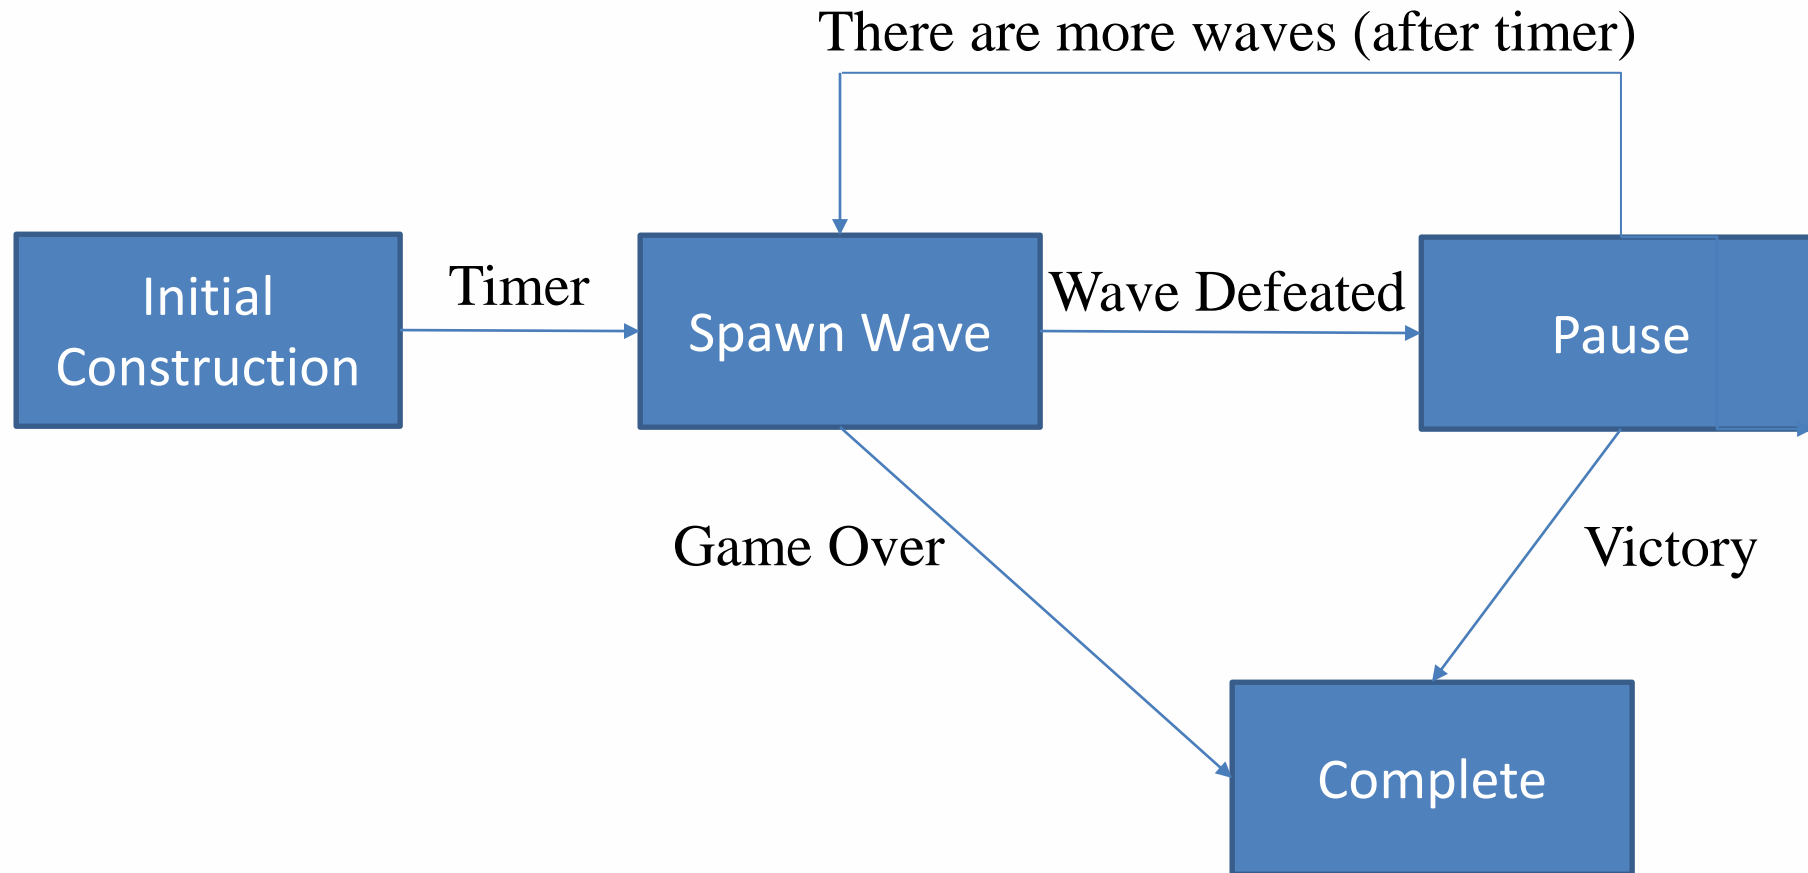 There are more waves (after timer)
Initial
Construction
Timer
Spawn Wave
Wave Defeated
Pause
Game Over
Victory
Complete